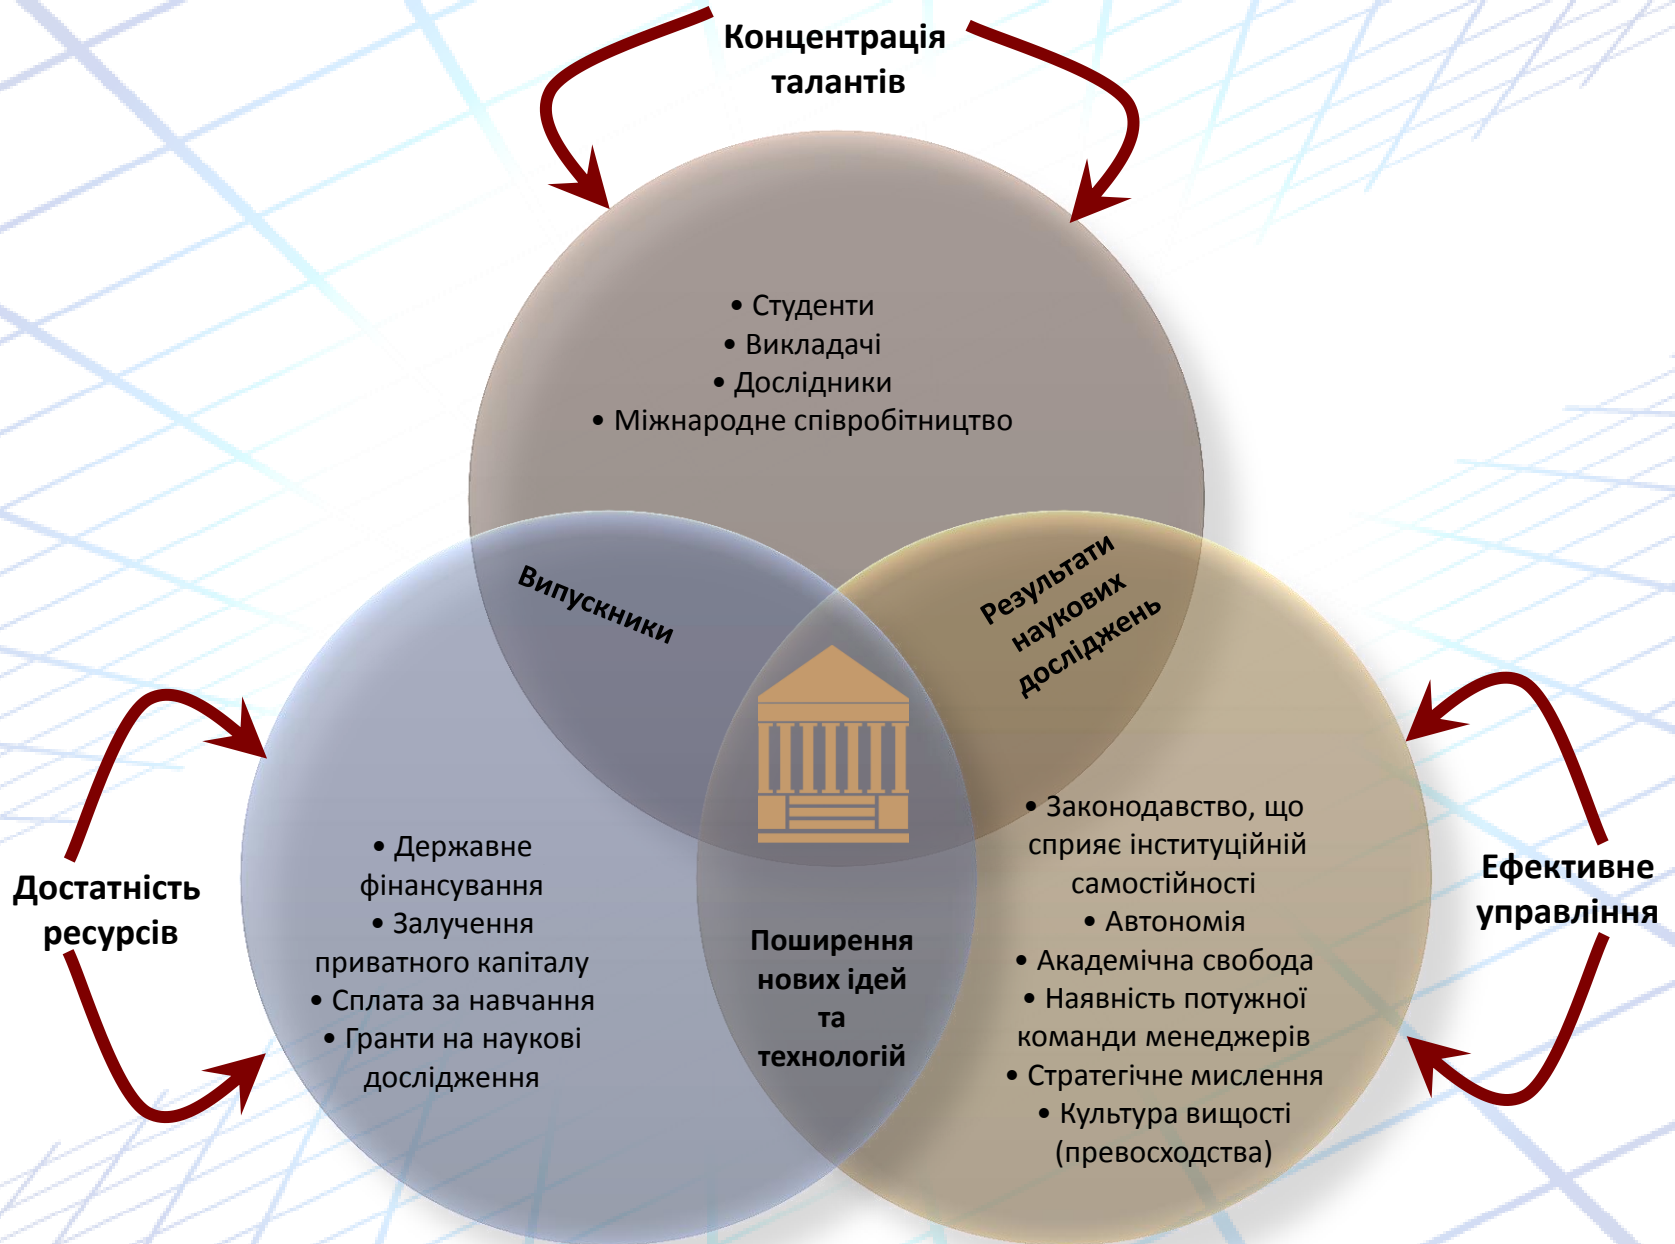 Концентрація
талантів
• Студенти
• Викладачі
• Дослідники
• Міжнародне співробітництво
Випускники
Результати
наукових
досліджень
Достатність
ресурсів
• Державне
фінансування
• Залучення
приватного капіталу
• Сплата за навчання
• Гранти на наукові
дослідження
Поширення
нових ідей
та
технологій
• Законодавство, що
сприяє інституційній
самостійності
• Автономія
• Академічна свобода
• Наявність потужної
команди менеджерів
• Стратегічне мислення
• Культура вищості
(превосходства)
Ефективне
управління